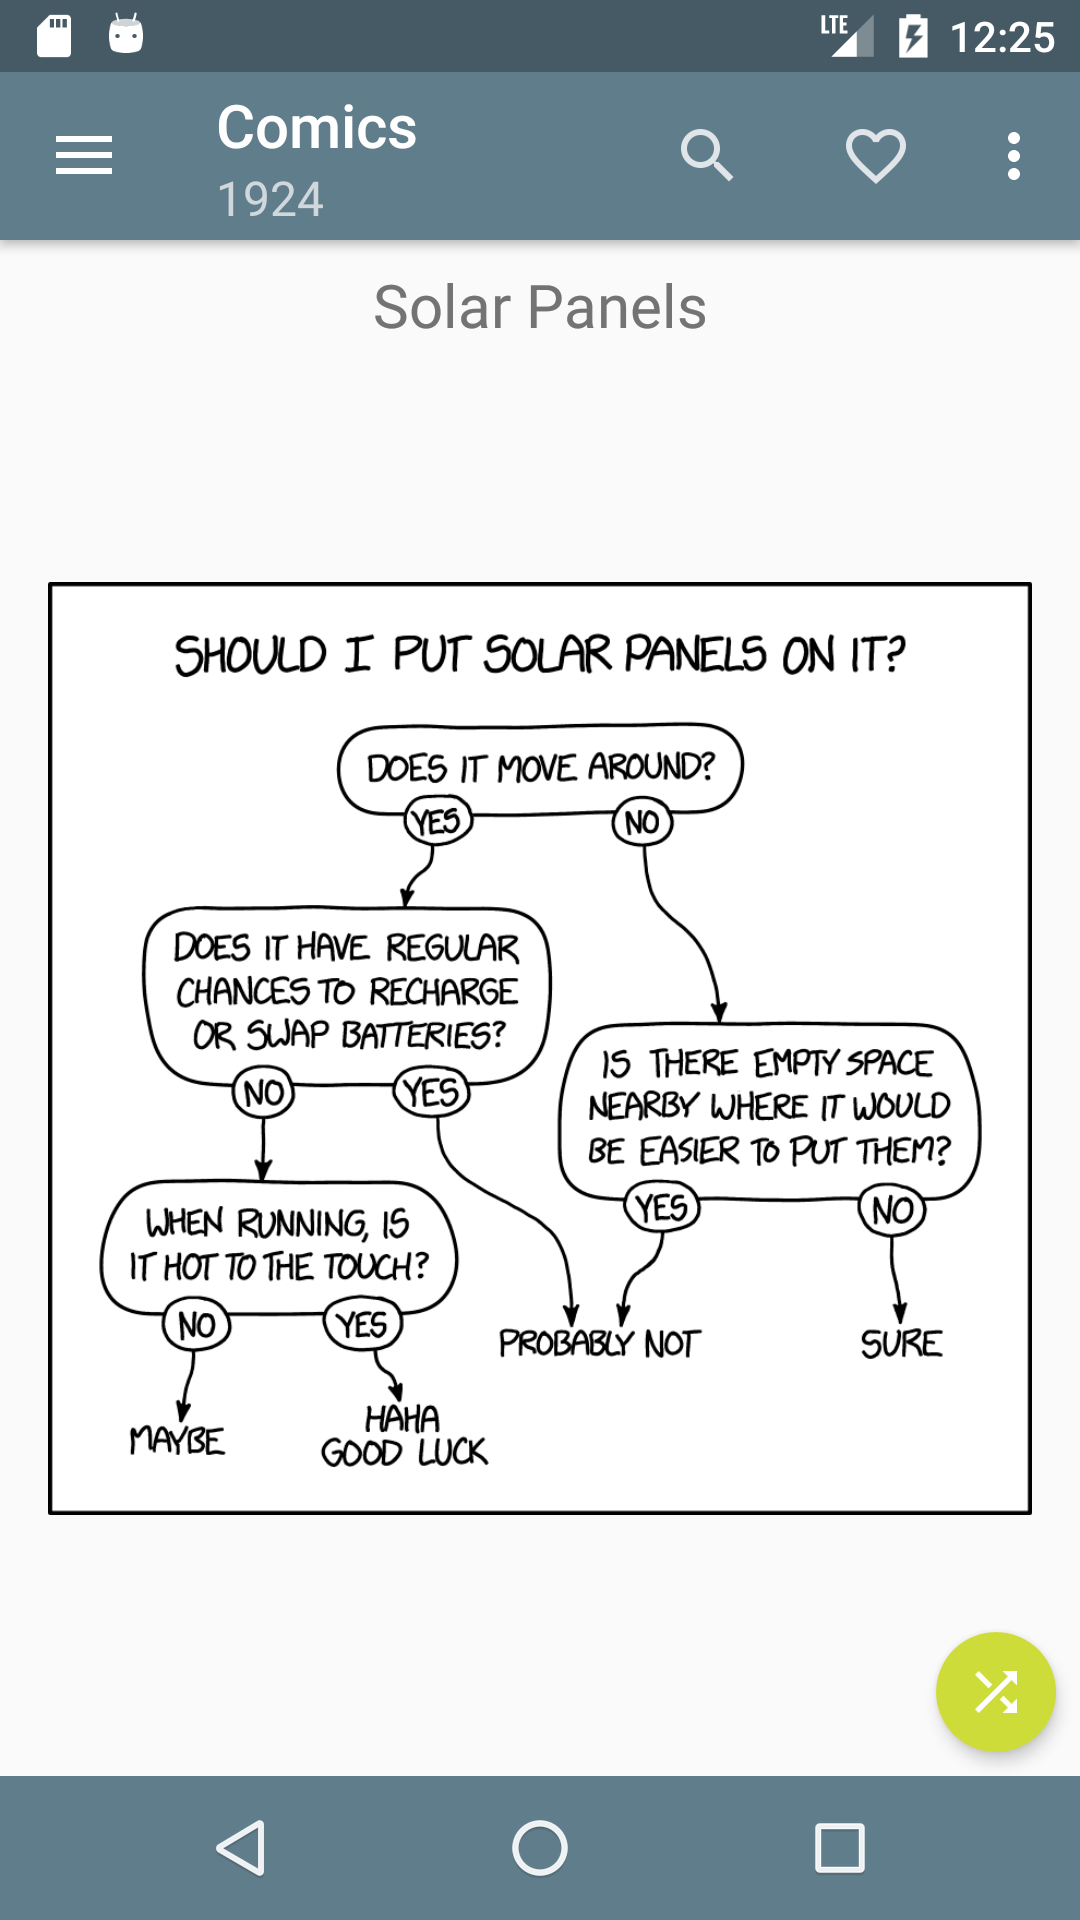 LTE
12:25
Comics
1924
Solar Panels
SHOULD I PUT SOLAR PANELS ON IT?
DOES IT MOVE AROUND?
YES
NO
DOES IT HAVE REGULAR
CHANCES TO RECHARGE
OR SWAP BATTERIES?
NO
YES
IS THERE EMPTY SPACE
NEARBY WHERE IT WOULD
BE EASIER TO PUT THEM?
YES
NO
WHEN RUNNING, IS
IT HOT TO THE TOUCH?
NO
YES
PROBABLY NOT
SURE
MAYBE
HAHA
GOOD LUCK